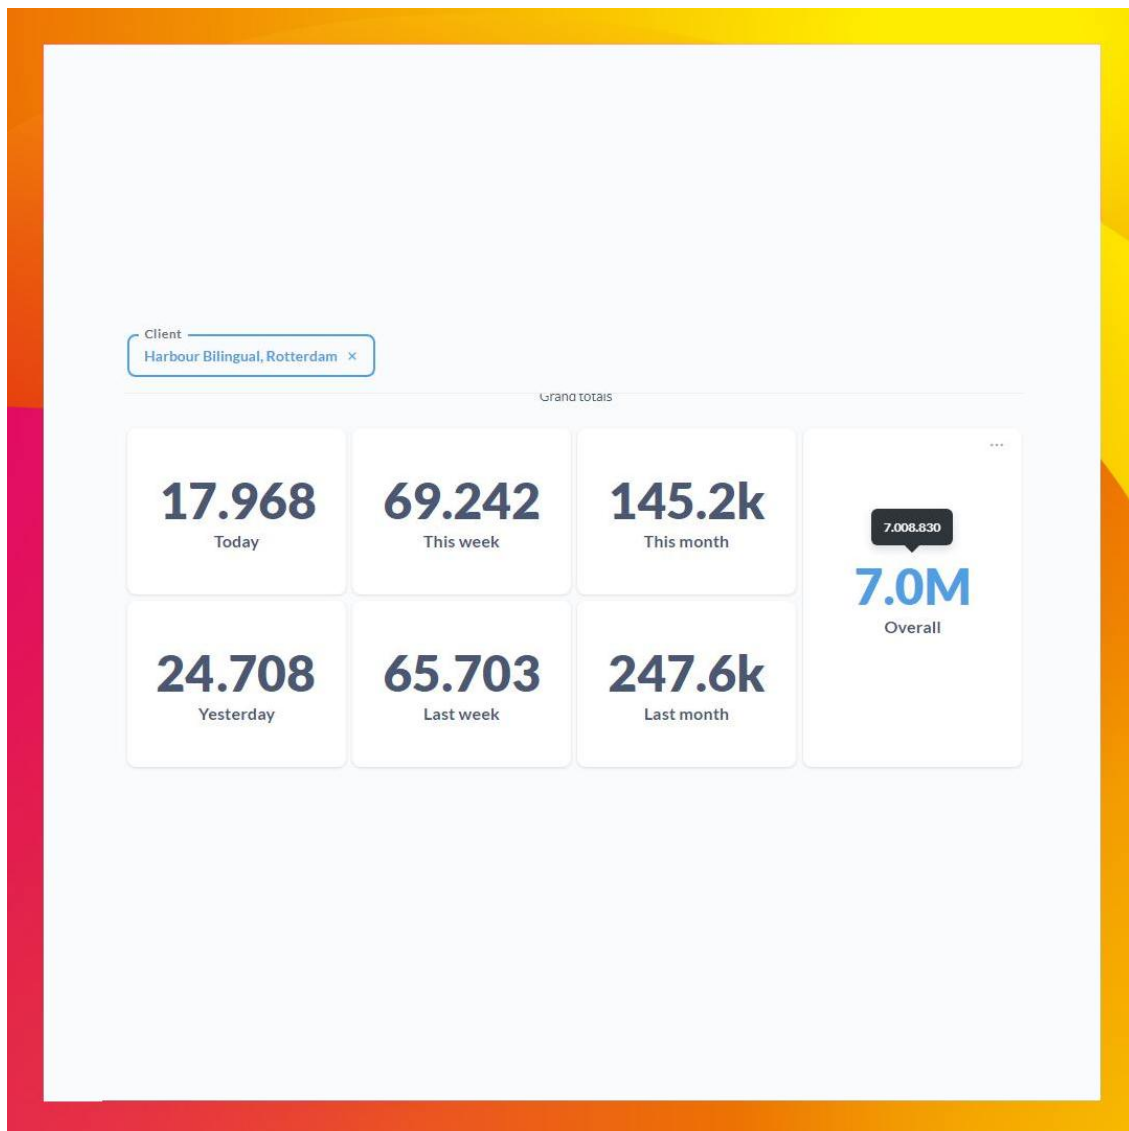 Client
Harbour Bilingual, Rotterdam ×
Grand totals
17.968
Today
69.242
This week
145.2k
This month
...
7.008.830
7.0M
Overall
24.708
Yesterday
65.703
Last week
247.6k
Last month